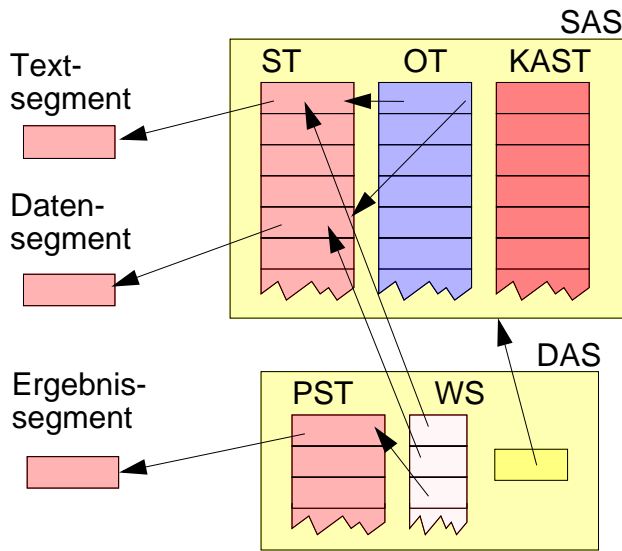 SAS
Text-
segment
ST OT KAST
Daten-
segment
DAS
Ergebnis-
segment
PST WS